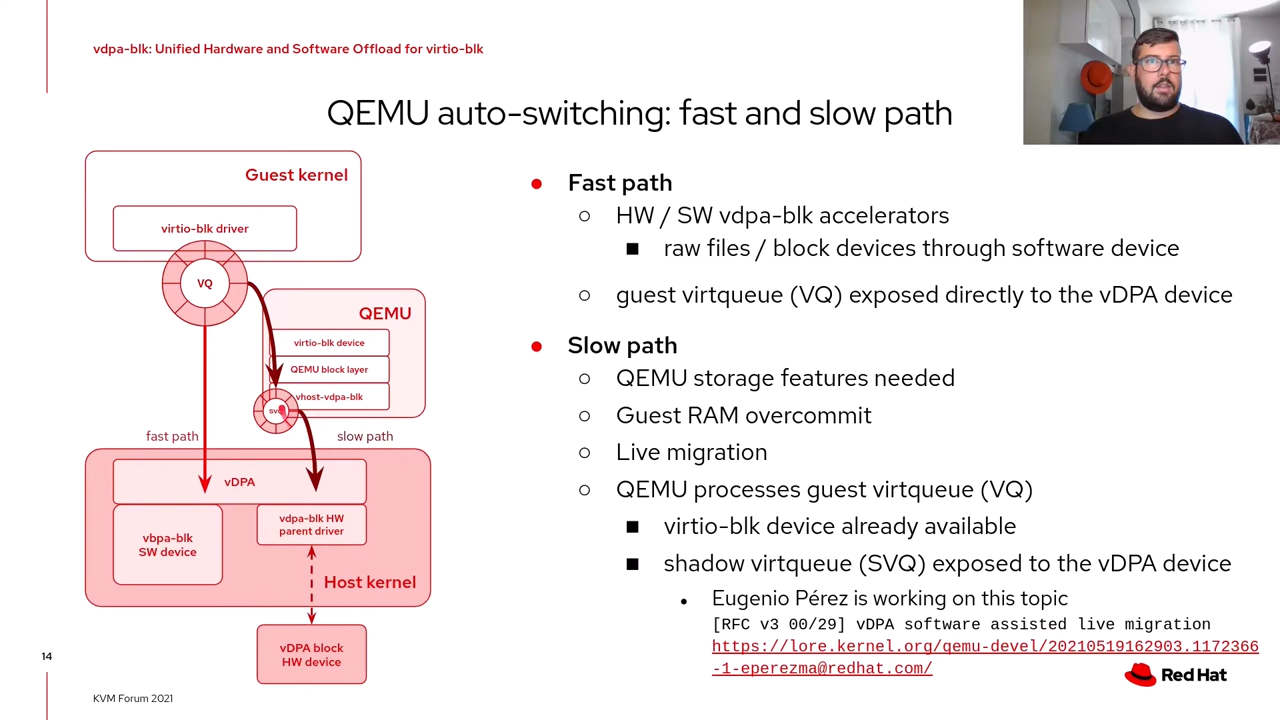 vdpa-blk: Unified Hardware and Software Offload for virtio-blk
QEMU auto-switching: fast and slow path
Guest kernel
virtio-blk driver
VQ
QEMU
virtio-blk device
QEMU block layer
vhost-vdpa-blk
fast path
slow path
vDPA
vbpa-blk
SW device
vdpa-blk HW
parent driver
Host kernel
vDPA block
HW device
● Fast path
○ HW / SW vdpa-blk accelerators
■ raw files / block devices through software device
○ guest virtqueue (VQ) exposed directly to the vDPA device
● Slow path
○ QEMU storage features needed
○ Guest RAM overcommit
○ Live migration
○ QEMU processes guest virtqueue (VQ)
■ virtio-blk device already available
■ shadow virtqueue (SVQ) exposed to the vDPA device
• Eugenio Pérez is working on this topic
[RFC v3 00/29] vDPA software assisted live migration
https://lore.kernel.org/qemu-devel/20210519162903.1172366
-1-eperezma@redhat.com/
14
KVM Forum 2021
Red Hat